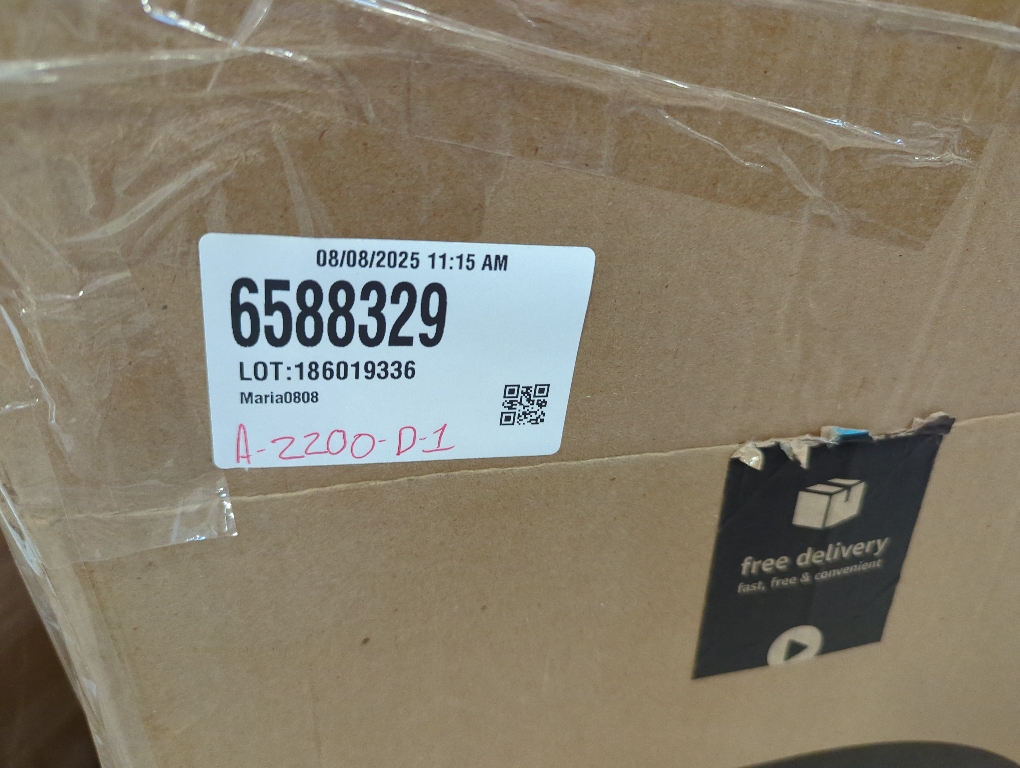 08/08/2025 11:15 AM
6588329
LOT:186019336
Maria0808
A-2200-D-1
free delivery
fast, free & convenient